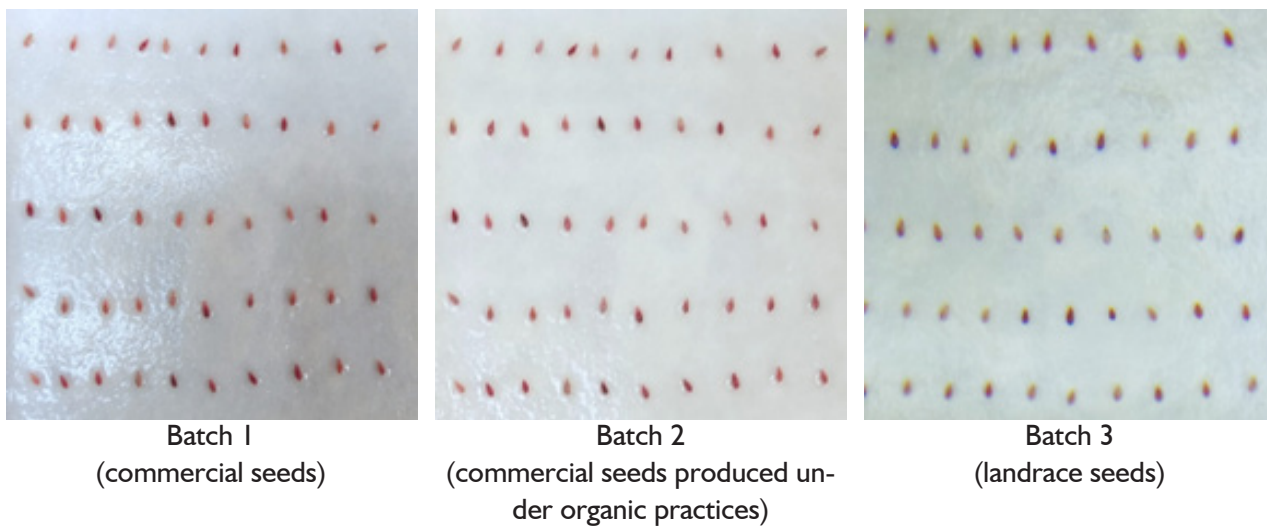 Batch 1
(commercial seeds)
Batch 2
(commercial seeds produced un-
der organic practices)
Batch 3
(landrace seeds)